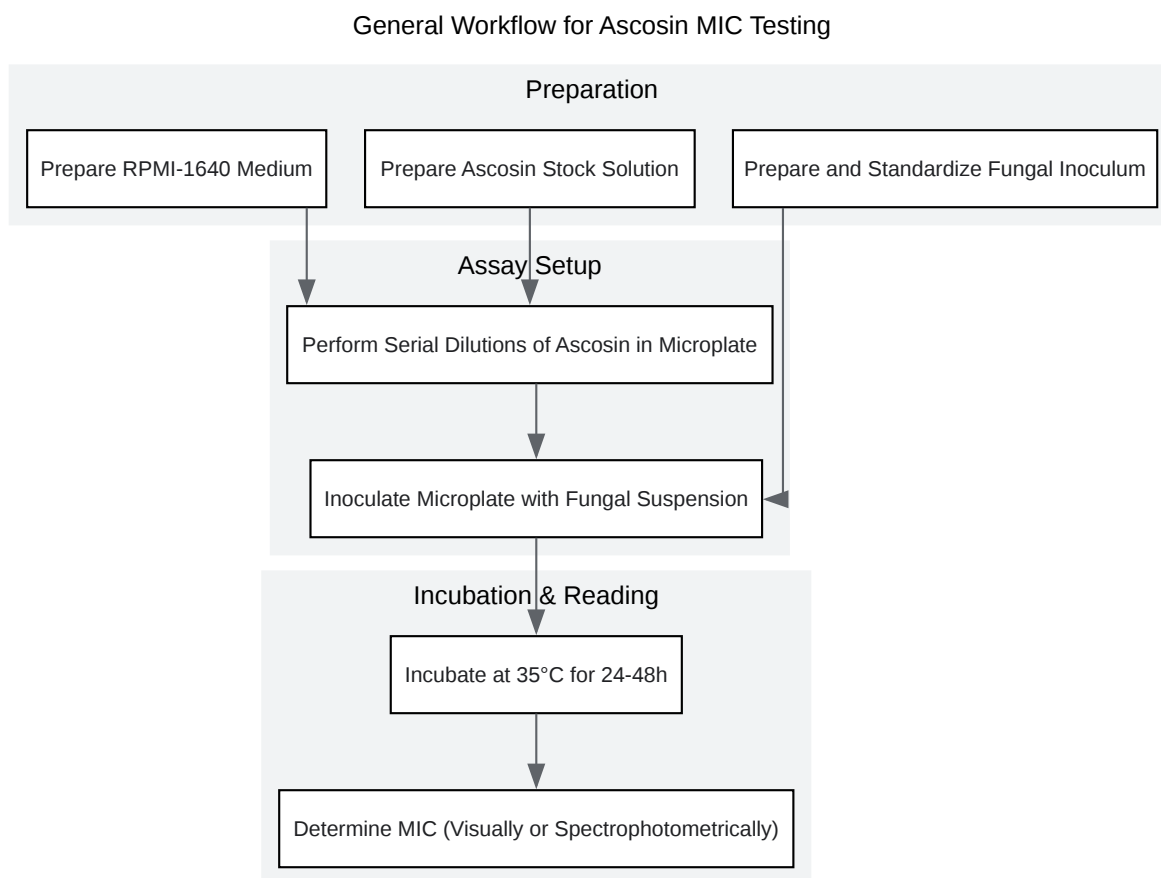 General Workflow for Ascosin MIC Testing
Preparation
Prepare RPMI-1640 Medium
Prepare Ascosin Stock Solution
Prepare and Standardize Fungal Inoculum
Assay Setup
Perform Serial Dilutions of Ascosin in Microplate
Inoculate Microplate with Fungal Suspension
Incubation & Reading
Incubate at 35°C for 24-48h
Determine MIC (Visually or Spectrophotometrically)